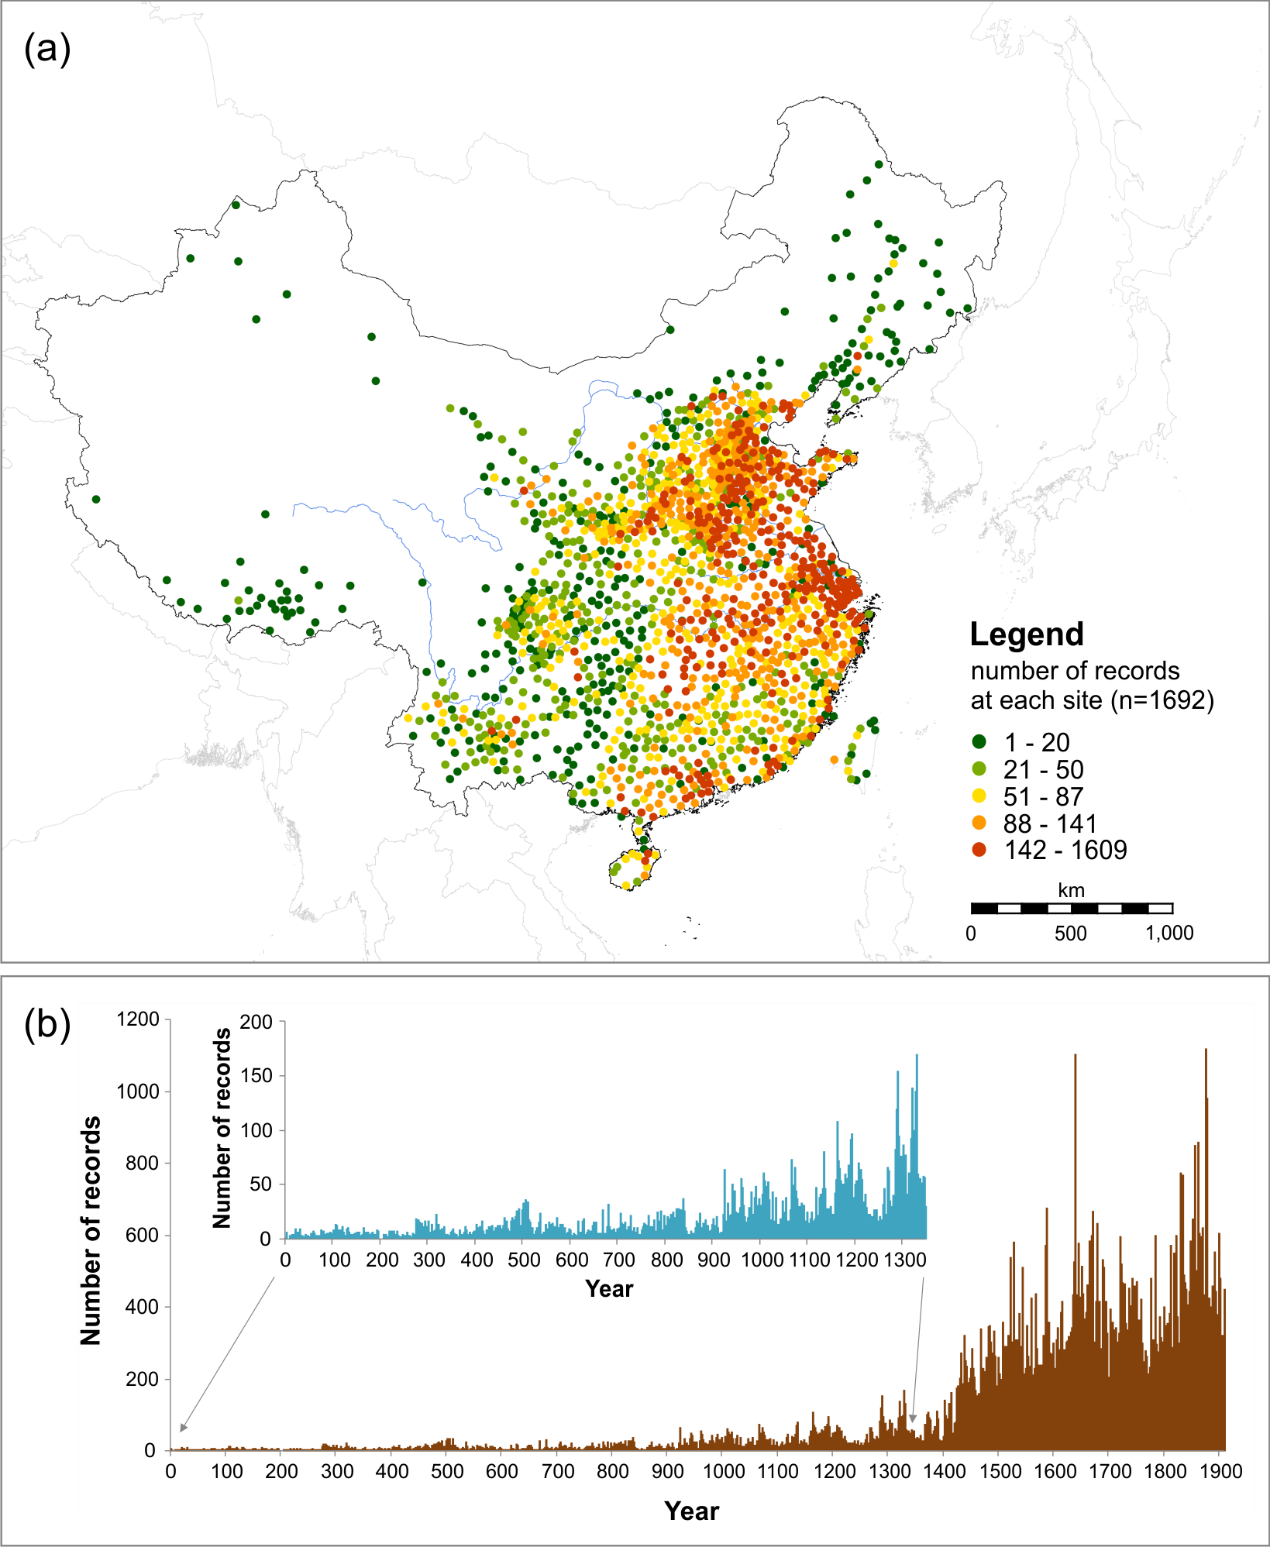 (a)
Legend
number of records
at each site (n=1692)
1 - 20
21 - 50
51 - 87
88 - 141
142 - 1609
km
0 500 1,000
(b)
Number of records
1200
1000
800
600
400
200
0
0 100 200 300 400 500 600 700 800 900 1000 1100 1200 1300 1400 1500 1600 1700 1800 1900
Year
Number of records
200
150
100
50
0
0 100 200 300 400 500 600 700 800 900 1000 1100 1200 1300
Year